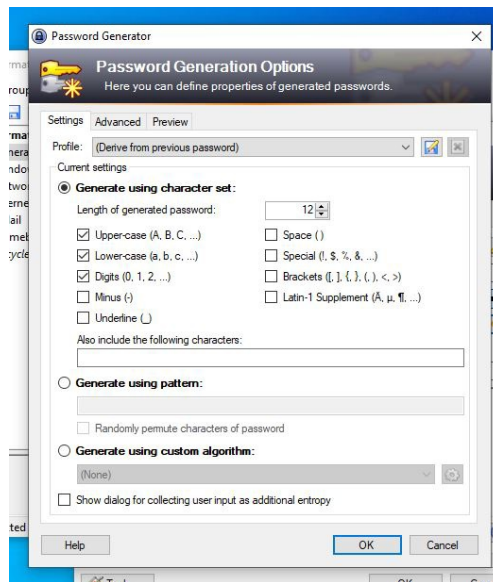 Password Generator
Password Generation Options
Here you can define properties of generated passwords.
Settings Advanced Preview
Profile: (Derive from previous password)
Current settings
Generate using character set:
Length of generated password: 12
Upper-case (A, B, C, ...) Space ( )
Lower-case (a, b, c, ...) Special (!, $, %, &, ...)
Digits (0, 1, 2, ...) Brackets ([, ], {, }, (, ), <, >)
Minus (-) Latin-1 Supplement (Ä, µ, ¶, ...)
Underline (_)
Also include the following characters:
Generate using pattern:
Randomly permute characters of password
Generate using custom algorithm:
(None)
Show dialog for collecting user input as additional entropy
Help OK Cancel